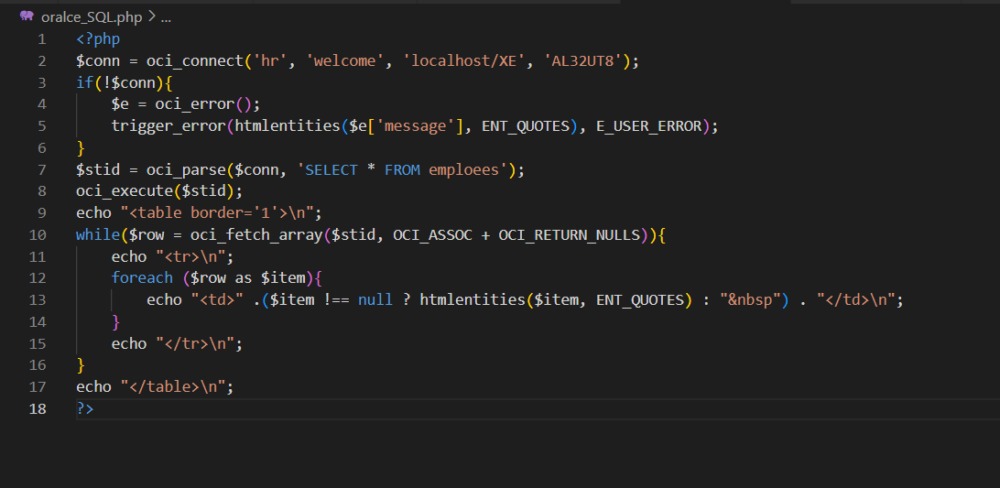 oralce_SQL.php > ...
1 <?php
2 $conn = oci_connect('hr', 'welcome', 'localhost/XE', 'AL32UT8');
3 if(!$conn){
4     $e = oci_error();
5     trigger_error(htmlentities($e['message'], ENT_QUOTES), E_USER_ERROR);
6 }
7 $stid = oci_parse($conn, 'SELECT * FROM emploees');
8 oci_execute($stid);
9 echo "<table border='1'>\n";
10 while($row = oci_fetch_array($stid, OCI_ASSOC + OCI_RETURN_NULLS)){
11     echo "<tr>\n";
12     foreach ($row as $item){
13         echo "<td>" .($item !== null ? htmlentities($item, ENT_QUOTES) : "&nbsp") . "</td>\n";
14     }
15     echo "</tr>\n";
16 }
17 echo "</table>\n";
18 ?>